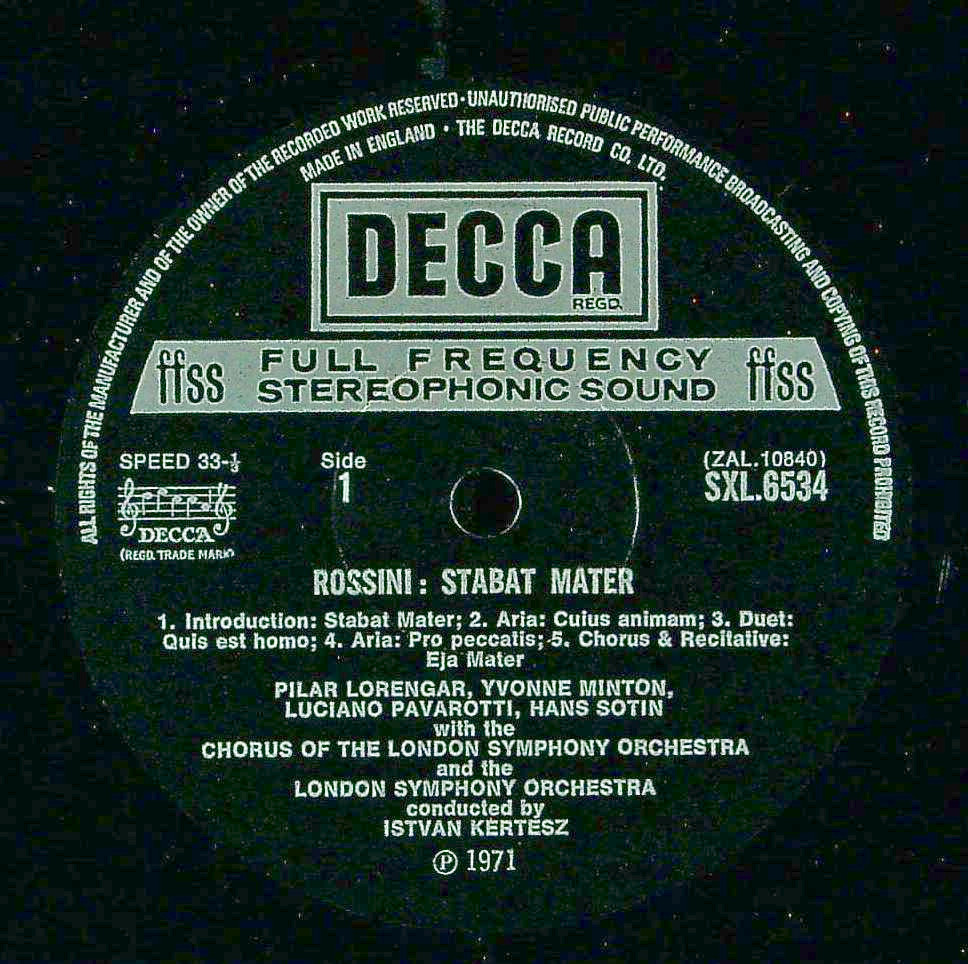 ALL RIGHTS OF THE MANUFACTURER AND OF THE OWNER OF THE RECORDED WORK RESERVED · UNAUTHORISED PUBLIC PERFORMANCE BROADCASTING AND COPYING OF THIS RECORD PROHIBITED
MADE IN ENGLAND · THE DECCA RECORD CO. LTD.
DECCA
REGD.
ffss FULL FREQUENCY ffss
STEREOPHONIC SOUND
SPEED 33-⅓
Side
1
(ZAL.10840)
SXL.6534
DECCA
(REGD. TRADE MARK)
ROSSINI: STABAT MATER
1. Introduction: Stabat Mater; 2. Aria: Cuius animam; 3. Duet:
Quis est homo; 4. Aria: Pro peccatis; 5. Chorus & Recitative:
Eja Mater
PILAR LORENGAR, YVONNE MINTON,
LUCIANO PAVAROTTI, HANS SOTIN
with the
CHORUS OF THE LONDON SYMPHONY ORCHESTRA
and the
LONDON SYMPHONY ORCHESTRA
conducted by
ISTVAN KERTESZ
℗ 1971